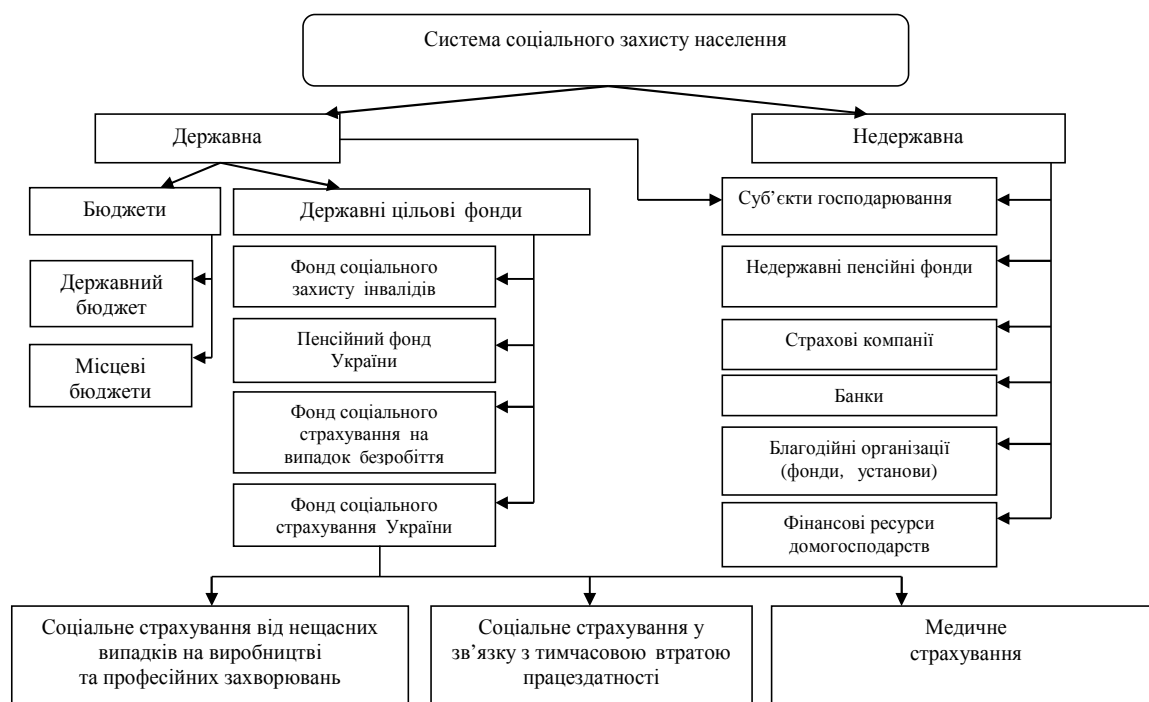 Система соціального захисту населення
Державна
Недержавна
Бюджети
Державні цільові фонди
Суб’єкти господарювання
Державний
бюджет
Фонд соціального
захисту інвалідів
Недержавні пенсійні фонди
Місцеві
бюджети
Пенсійний фонд
України
Страхові компанії
Фонд соціального
страхування на
випадок безробіття
Банки
Благодійні організації
(фонди, установи)
Фонд соціального
страхування України
Фінансові ресурси
домогосподарств
Соціальне страхування від нещасних
випадків на виробництві
та професійних захворювань
Соціальне страхування у
зв’язку з тимчасовою втратою
працездатності
Медичне
страхування